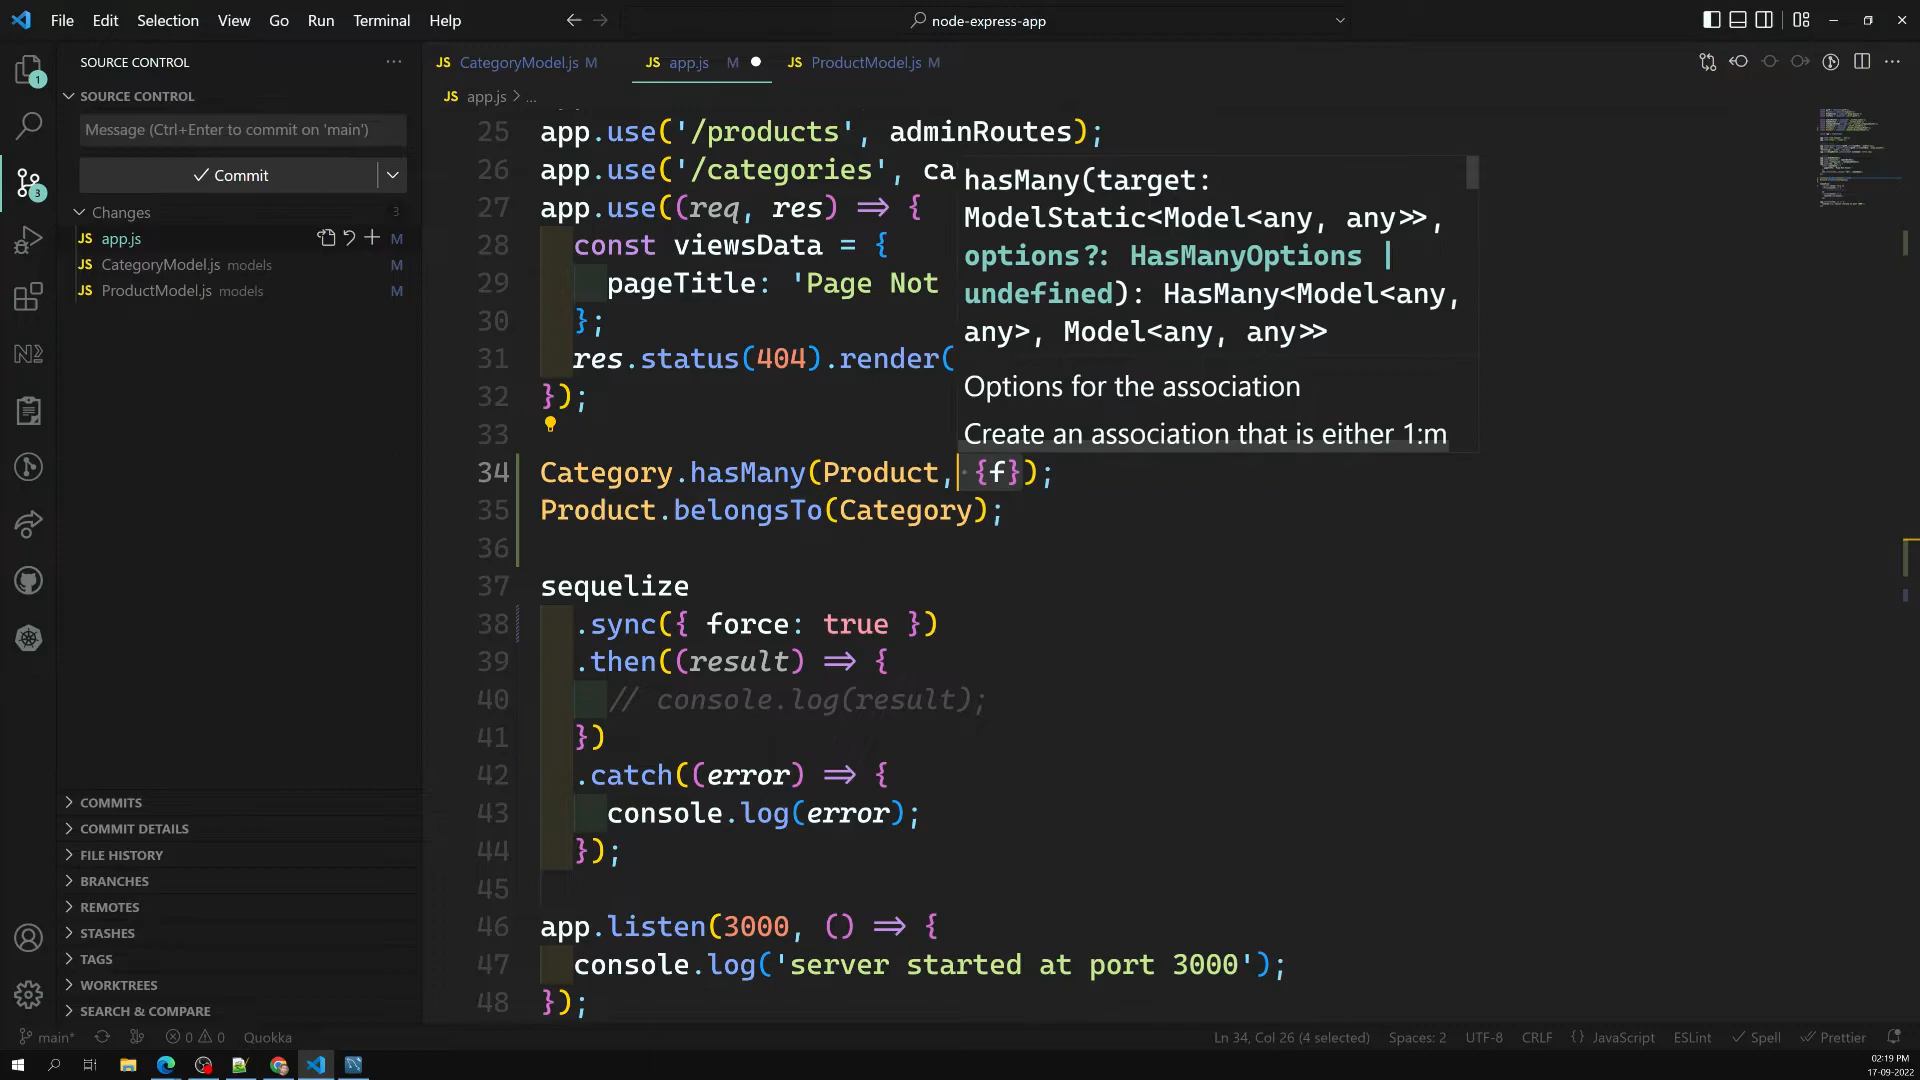 File Edit Selection View Go Run Terminal Help
node-express-app
SOURCE CONTROL
JS CategoryModel.js M
JS app.js M
JS ProductModel.js M
SOURCE CONTROL
JS app.js > ...
Message (Ctrl+Enter to commit on 'main')
Commit
Changes 3
JS app.js M
JS CategoryModel.js models M
JS ProductModel.js models M
1
3
N2
25 app.use('/products', adminRoutes);
26 app.use('/categories', ca
27 app.use((req, res) => {
28 const viewsData = {
29 pageTitle: 'Page Not
30 };
31 res.status(404).render(
32 });
33
34 Category.hasMany(Product, {f});
35 Product.belongsTo(Category);
36
37 sequelize
38 .sync({ force: true })
39 .then((result) => {
40 // console.log(result);
41 })
42 .catch((error) => {
43 console.log(error);
44 });
45
46 app.listen(3000, () => {
47 console.log('server started at port 3000');
48 });
hasMany(target:
ModelStatic<Model<any, any>>,
options?: HasManyOptions |
undefined): HasMany<Model<any,
any>, Model<any, any>>
Options for the association
Create an association that is either 1:m
COMMITS
COMMIT DETAILS
FILE HISTORY
BRANCHES
REMOTES
STASHES
TAGS
WORKTREES
SEARCH & COMPARE
main* 0 0 Quokka
Ln 34, Col 26 (4 selected) Spaces: 2 UTF-8 CRLF {} JavaScript ESLint Spell Prettier
02:19 PM
17-09-2022